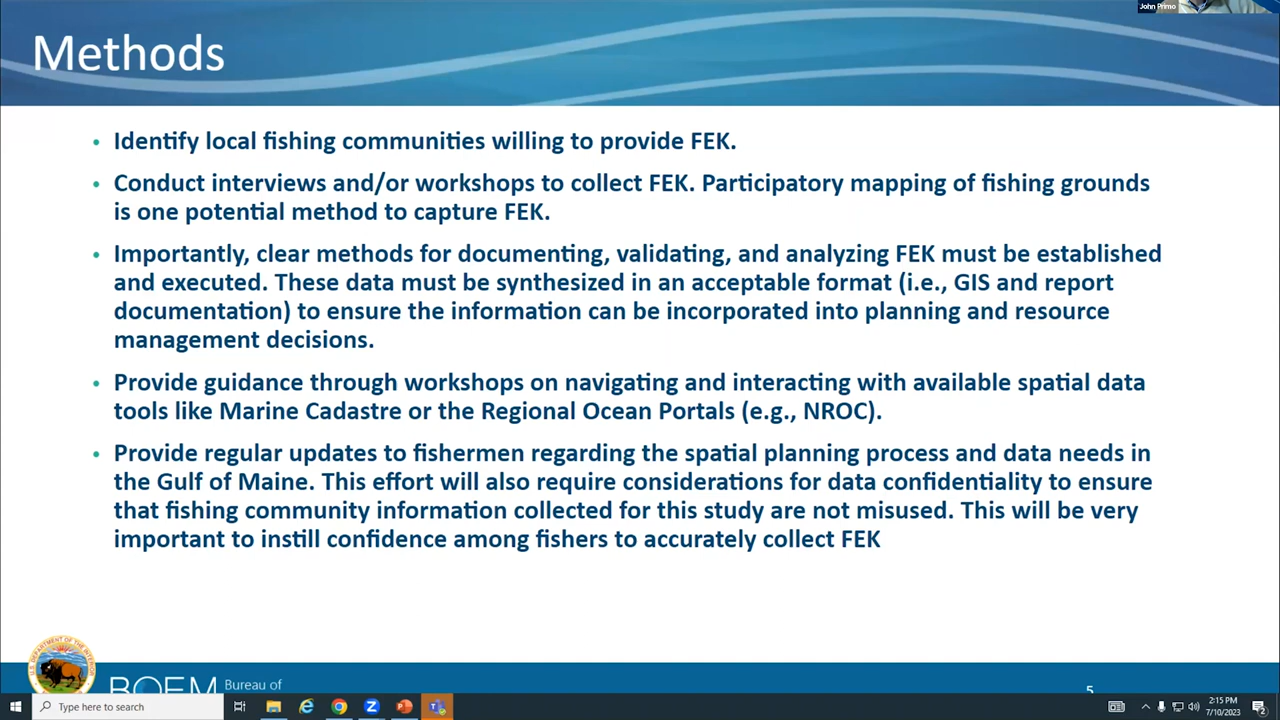 John Primo
Methods
• Identify local fishing communities willing to provide FEK.
• Conduct interviews and/or workshops to collect FEK. Participatory mapping of fishing grounds
is one potential method to capture FEK.
• Importantly, clear methods for documenting, validating, and analyzing FEK must be established
and executed. These data must be synthesized in an acceptable format (i.e., GIS and report
documentation) to ensure the information can be incorporated into planning and resource
management decisions.
• Provide guidance through workshops on navigating and interacting with available spatial data
tools like Marine Cadastre or the Regional Ocean Portals (e.g., NROC).
• Provide regular updates to fishermen regarding the spatial planning process and data needs in
the Gulf of Maine. This effort will also require considerations for data confidentiality to ensure
that fishing community information collected for this study are not misused. This will be very
important to instill confidence among fishers to accurately collect FEK
U.S. DEPARTMENT OF THE INTERIOR
BOEM Bureau of
5
Type here to search
2:15 PM
7/10/2023
2